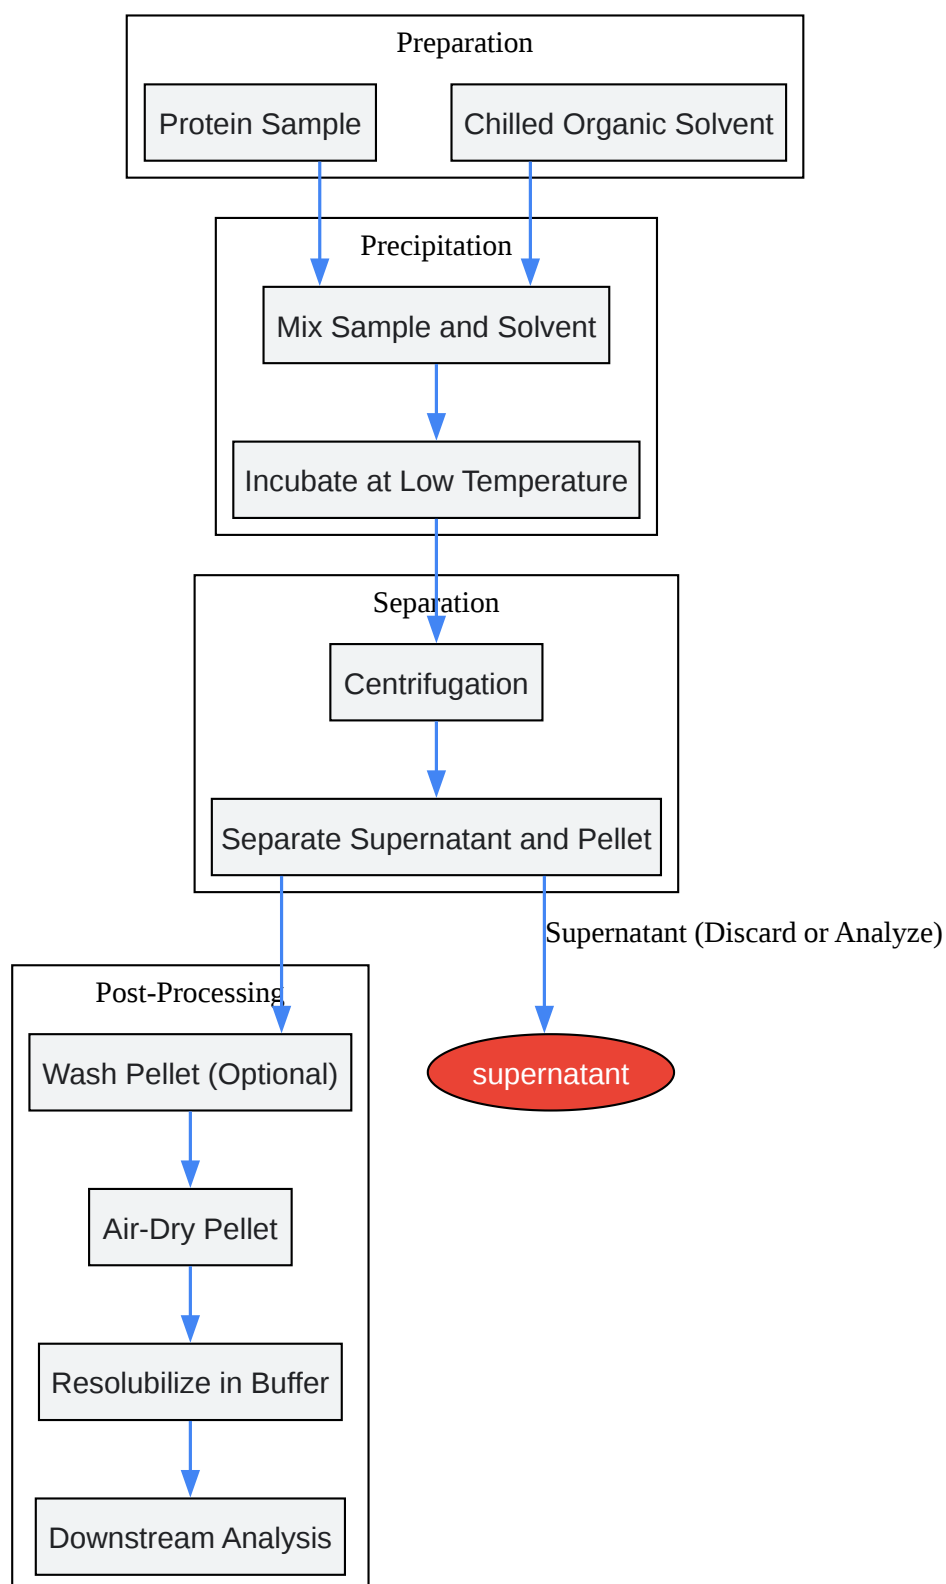 Preparation
Protein Sample
Chilled Organic Solvent
Precipitation
Mix Sample and Solvent
Incubate at Low Temperature
Separation
Centrifugation
Separate Supernatant and Pellet
Supernatant (Discard or Analyze)
Post-Processing
Wash Pellet (Optional)
supernatant
Air-Dry Pellet
Resolubilize in Buffer
Downstream Analysis